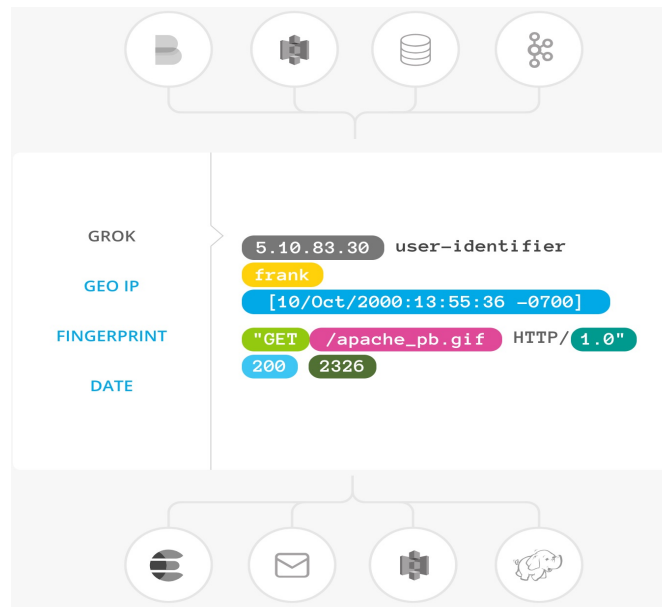 GROK
GEO IP
FINGERPRINT
DATE
5.10.83.30 user-identifier
frank
[10/Oct/2000:13:55:36 -0700]
"GET /apache_pb.gif HTTP/1.0"
200 2326